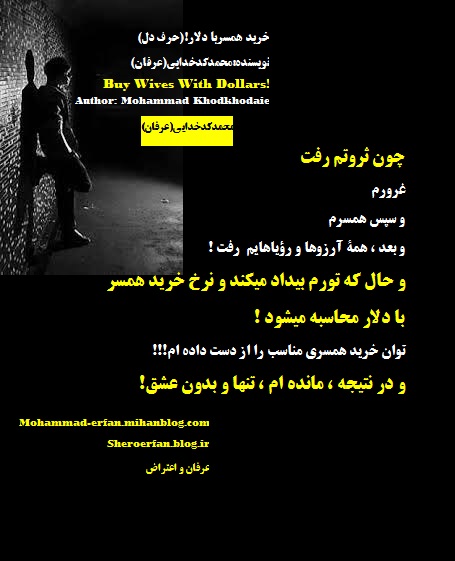 خرید همسربا دلار!(حرف دل)
نویسنده:محمدکدخدایی(عرفان)
Buy Wives With Dollars!
Author: Mohammad Khodkhodaie
محمدکدخدایی(عرفان)
چون ثروتم رفت
غرورم
و سپس همسرم
و بعد ، همۀ آرزوها و رؤیاهایم رفت !
و حال که تورم بیداد میکند و نرخ خرید همسر
با دلار محاسبه میشود !
توان خرید همسری مناسب را از دست داده ام!!!
و در نتیجه ، مانده ام ، تنها و بدون عشق!
Mohammad-erfan.mihanblog.com
Sheroerfan.blog.ir
عرفان و اعتراض